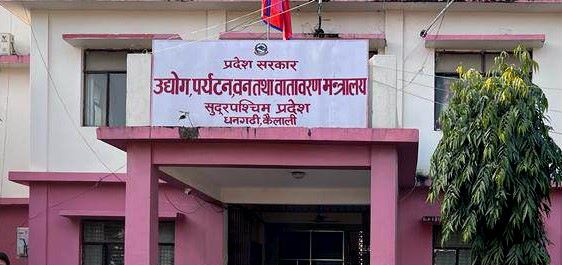 प्रदेश सरकार
उद्योग, पर्यटन, वन तथा वातावरण मन्त्रालय
सुदूरपश्चिम प्रदेश
धनगढी, कैलाली